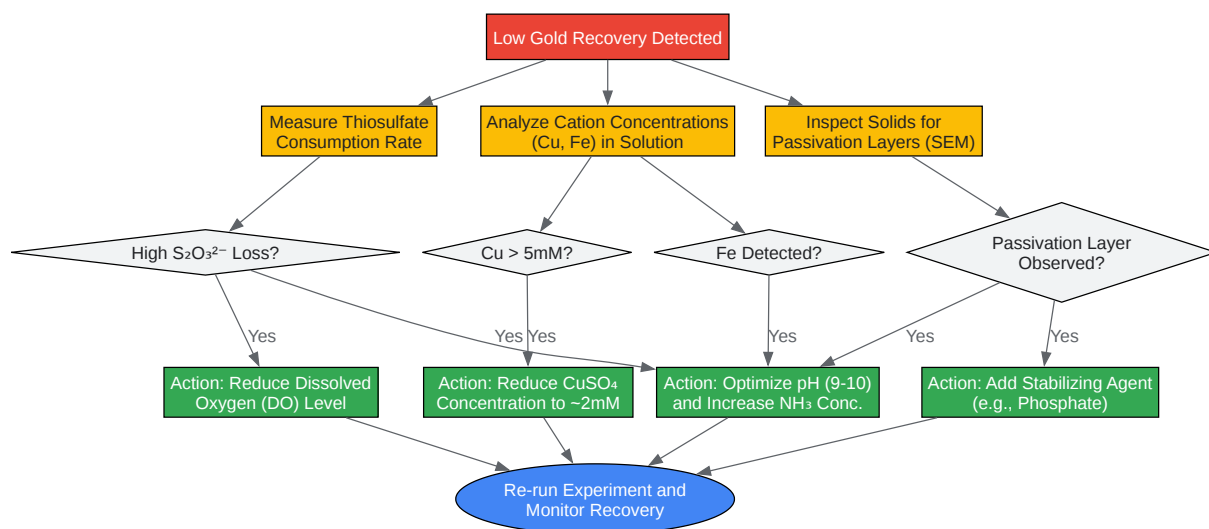 Low Gold Recovery Detected
Measure Thiosulfate
Consumption Rate
Analyze Cation Concentrations
(Cu, Fe) in Solution
Inspect Solids for
Passivation Layers (SEM)
High S₂O₃²⁻ Loss?
Cu > 5mM?
Fe Detected?
Passivation Layer
Observed?
Yes
Yes
Yes
Yes
Yes
Yes
Action: Reduce Dissolved
Oxygen (DO) Level
Action: Reduce CuSO₄
Concentration to ~2mM
Action: Optimize pH (9-10)
and Increase NH₃ Conc.
Action: Add Stabilizing Agent
(e.g., Phosphate)
Re-run Experiment and
Monitor Recovery